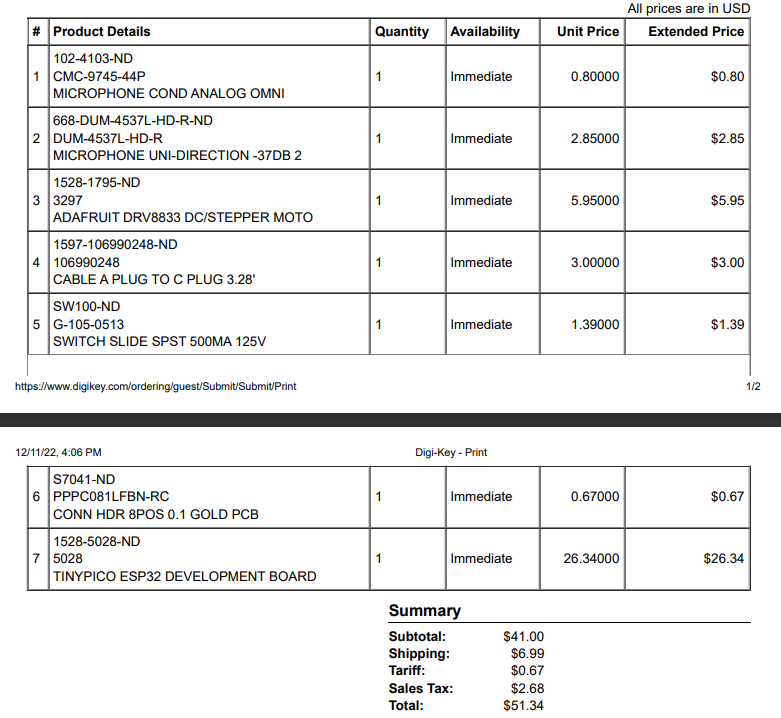 All prices are in USD
# Product Details Quantity Availability Unit Price Extended Price
102-4103-ND
1 CMC-9745-44P 1 Immediate 0.80000 $0.80
MICROPHONE COND ANALOG OMNI
668-DUM-4537L-HD-R-ND
2 DUM-4537L-HD-R 1 Immediate 2.85000 $2.85
MICROPHONE UNI-DIRECTION -37DB 2
1528-1795-ND
3 3297 1 Immediate 5.95000 $5.95
ADAFRUIT DRV8833 DC/STEPPER MOTO
1597-106990248-ND
4 106990248 1 Immediate 3.00000 $3.00
CABLE A PLUG TO C PLUG 3.28'
SW100-ND
5 G-105-0513 1 Immediate 1.39000 $1.39
SWITCH SLIDE SPST 500MA 125V
https://www.digikey.com/ordering/guest/Submit/Submit/Print 1/2
12/11/22, 4:06 PM Digi-Key - Print
S7041-ND
6 PPPC081LFBN-RC 1 Immediate 0.67000 $0.67
CONN HDR 8POS 0.1 GOLD PCB
1528-5028-ND
7 5028 1 Immediate 26.34000 $26.34
TINYPICO ESP32 DEVELOPMENT BOARD
Summary
Subtotal: $41.00
Shipping: $6.99
Tariff: $0.67
Sales Tax: $2.68
Total: $51.34